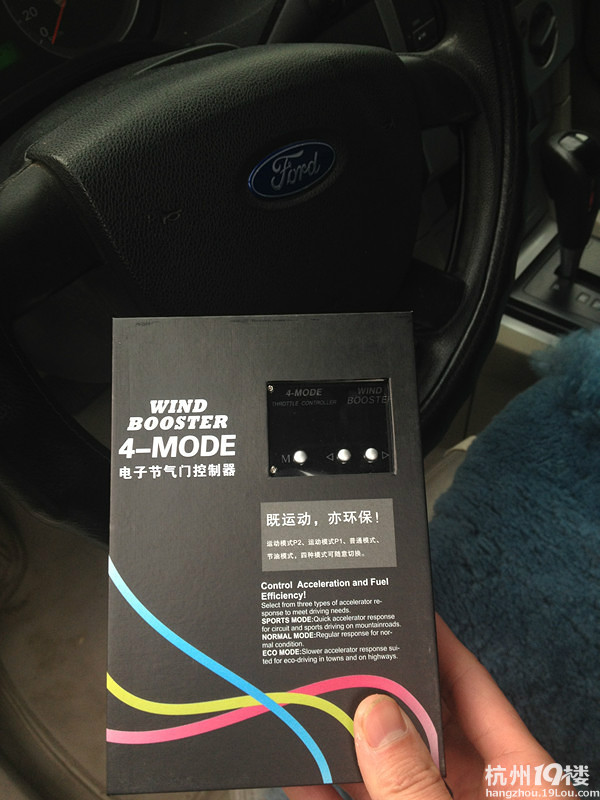 20
0
Ford
WIND
BOOSTER
4-MODE
电子节气门控制器
4-MODE
THROTTLE CONTROLLER
WIND
BOOSTER
M
既运动，亦环保！
运动模式P2、运动模式P1、普通模式、
节油模式，四种模式可随意切换。
Control Acceleration and Fuel
Efficiency!
Select from three types of accelerator re-
sponse to meet driving needs.
SPORTS MODE:Quick accelerator response
for circuit and sports driving on mountainroads.
NORMAL MODE:Regular response for nor-
mal condition.
ECO MODE:Slower accelerator response sui-
ted for eco-driving in towns and on highways.
杭州19楼
hangzhou.19Lou.com